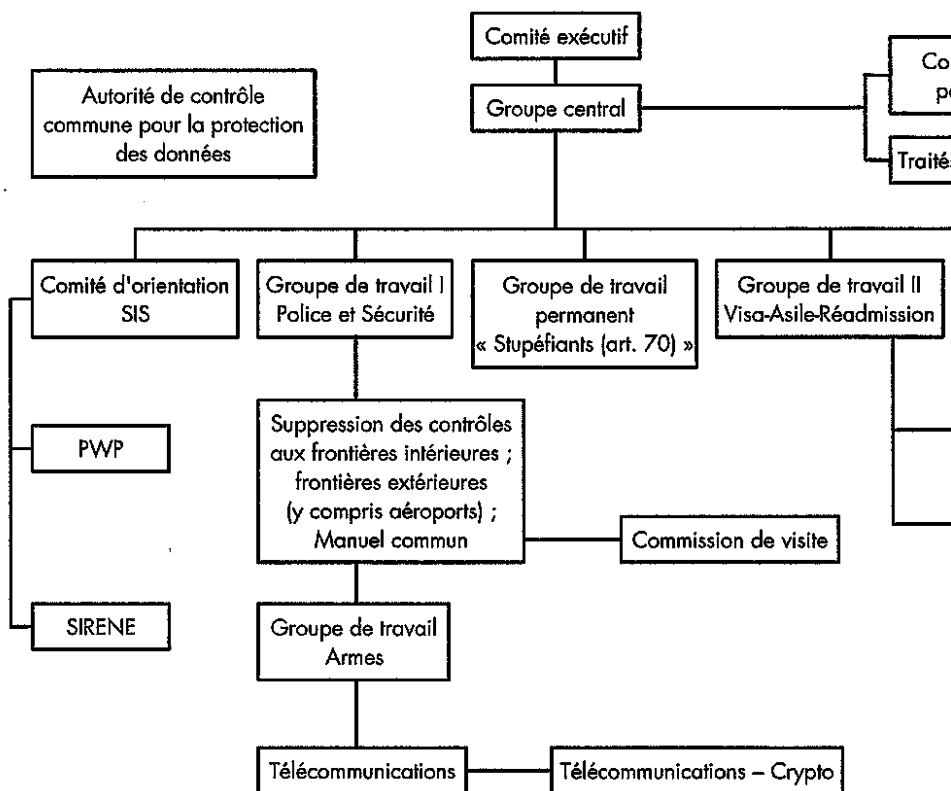 Comité exécutif
Groupe central
Autorité de contrôle
commune pour la protection
des données
Traités
Comité d'orientation
SIS
Groupe de travail I
Police et Sécurité
Groupe de travail
permanent
« Stupéfiants (art. 70) »
Groupe de travail II
Visa-Asile-Réadmission
PWP
SIRENE
Suppression des contrôles
aux frontières intérieures ;
frontières extérieures
(y compris aéroports) ;
Manuel commun
Commission de visite
Groupe de travail
Armes
Télécommunications
Télécommunications – Crypto